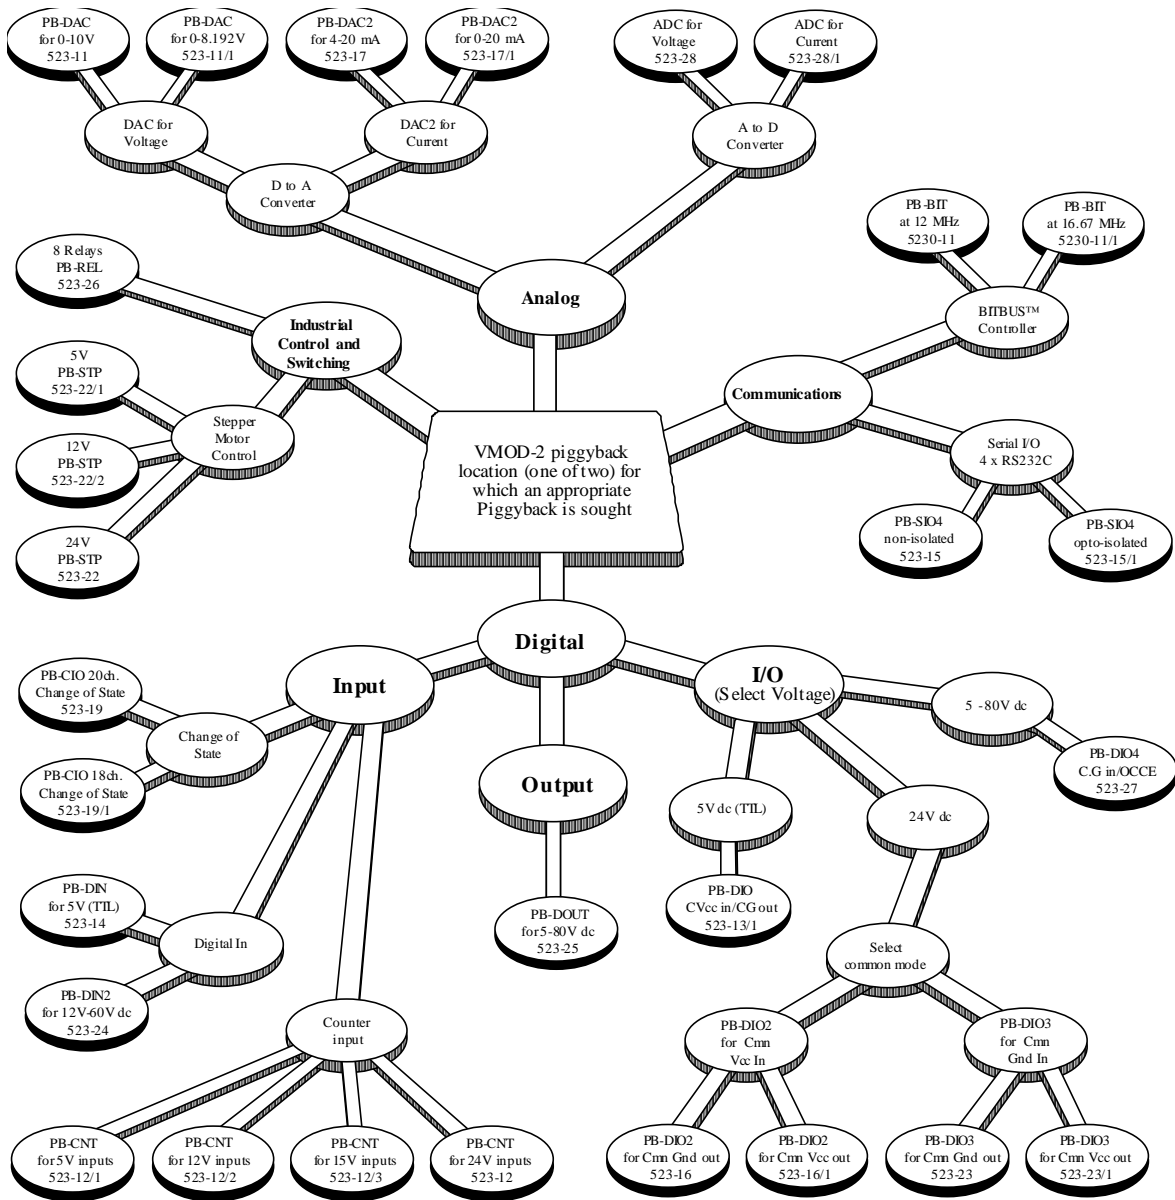 PB-DAC
for 0-10V
523-11
PB-DAC
for 0-8.192V
523-11/1
PB-DAC2
for 4-20 mA
523-17
PB-DAC2
for 0-20 mA
523-17/1
ADC for
Voltage
523-28
ADC for
Current
523-28/1
DAC for
Voltage
DAC2 for
Current
A to D
Converter
D to A
Converter
PB-BIT
at 12 MHz
5230-11
PB-BIT
at 16.67 MHz
5230-11/1
8 Relays
PB-REL
523-26
Analog
BITBUS™
Controller
Industrial
Control and
Switching
5V
PB-STP
523-22/1
Communications
Stepper
Motor
Control
12V
PB-STP
523-22/2
VMOD-2 piggyback
location (one of two) for
which an appropriate
Piggyback is sought
Serial I/O
4 x RS232C
24V
PB-STP
523-22
PB-SIO4
non-isolated
523-15
PB-SIO4
opto-isolated
523-15/1
Digital
Input
I/O
(Select Voltage)
PB-CIO 20ch.
Change of State
523-19
5 -80V dc
Change of
State
PB-CIO 18ch.
Change of State
523-19/1
Output
PB-DIO4
C.G in/OCCE
523-27
5V dc (TTL)
24V dc
PB-DIN
for 5V (TTL)
523-14
PB-DOUT
for 5-80V dc
523-25
PB-DIO
CVcc in/CG out
523-13/1
Digital In
Select
common mode
PB-DIN2
for 12V-60V dc
523-24
Counter
input
PB-DIO2
for Cmn
Vcc In
PB-DIO3
for Cmn
Gnd In
PB-CNT
for 5V inputs
523-12/1
PB-CNT
for 12V inputs
523-12/2
PB-CNT
for 15V inputs
523-12/3
PB-CNT
for 24V inputs
523-12
PB-DIO2
for Cmn Gnd out
523-16
PB-DIO2
for Cmn Vcc out
523-16/1
PB-DIO3
for Cmn Gnd out
523-23
PB-DIO3
for Cmn Vcc out
523-23/1